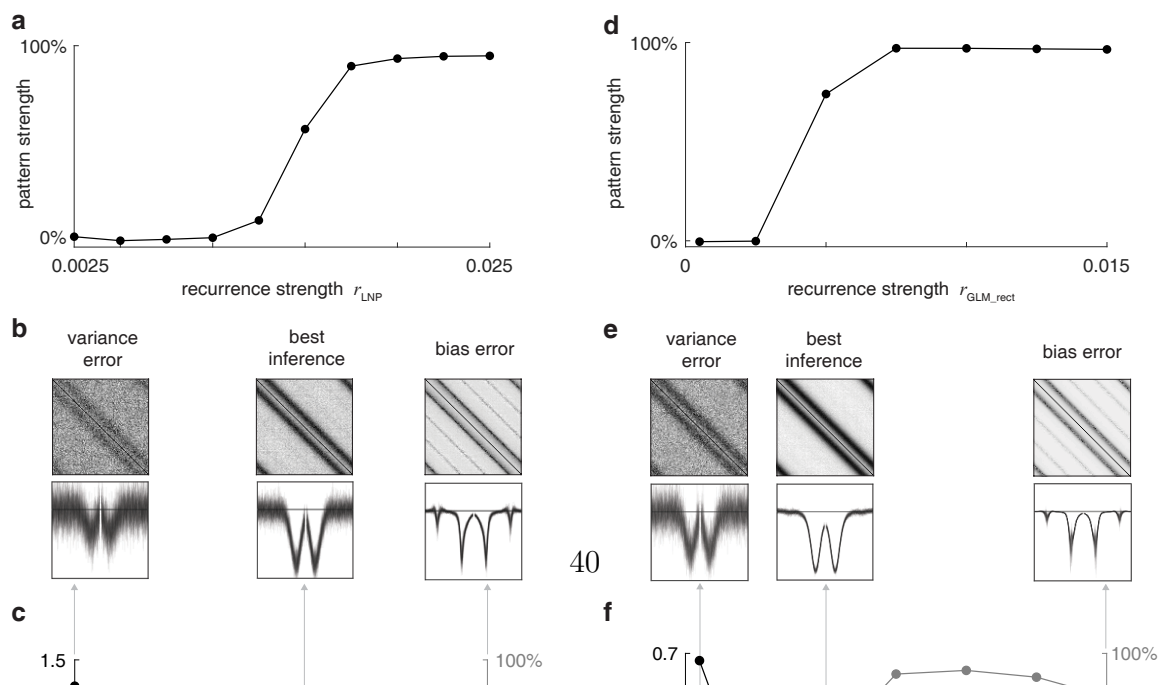 a
100%
pattern strength
0%
0.0025
0.025
recurrence strength r_LNP
b
variance
error
best
inference
bias error
c
1.5
100%
40
d
100%
pattern strength
0%
0
0.015
recurrence strength r_GLM_rect
e
variance
error
best
inference
bias error
f
0.7
100%